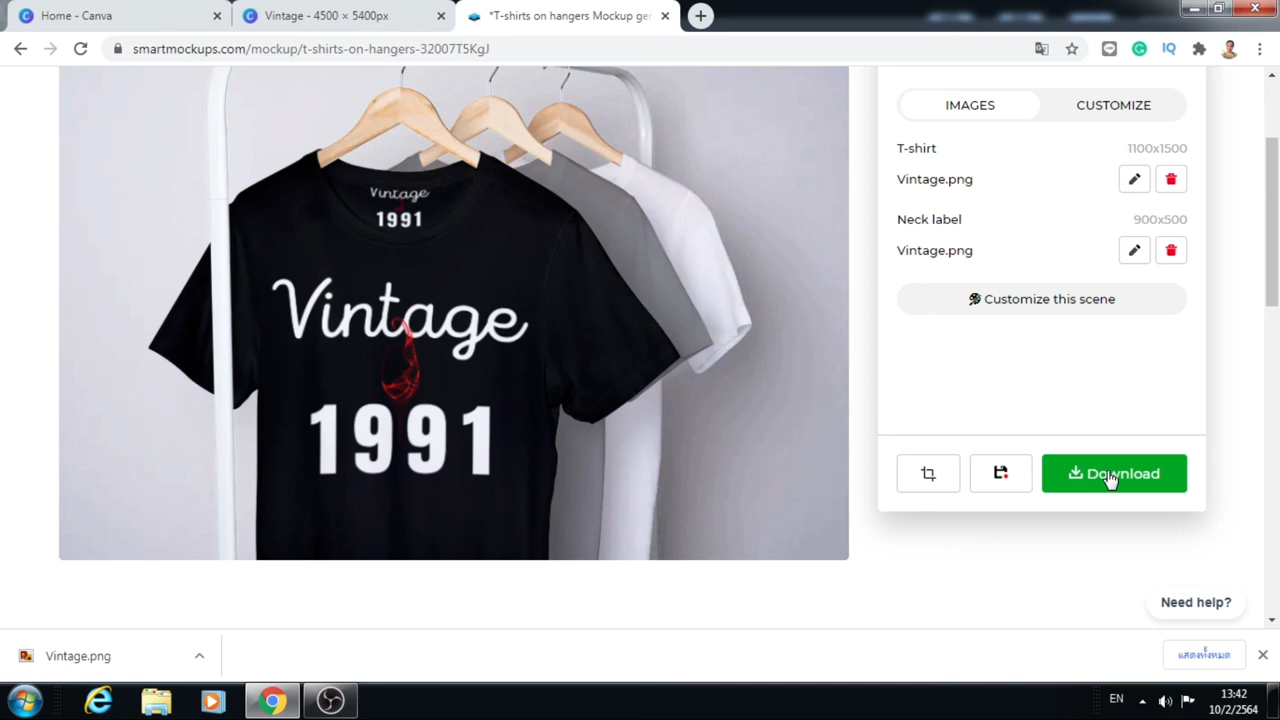 Home - Canva
Vintage - 4500 × 5400px
*T-shirts on hangers Mockup ger
smartmockups.com/mockup/t-shirts-on-hangers-32007T5KgJ
IMAGES
CUSTOMIZE
T-shirt
1100x1500
Vintage.png
Neck label
900x500
Vintage.png
Customize this scene
Download
Vintage
1991
Vintage
1991
Need help?
Vintage.png
แสดงทั้งหมด
EN
13:42
10/2/2564